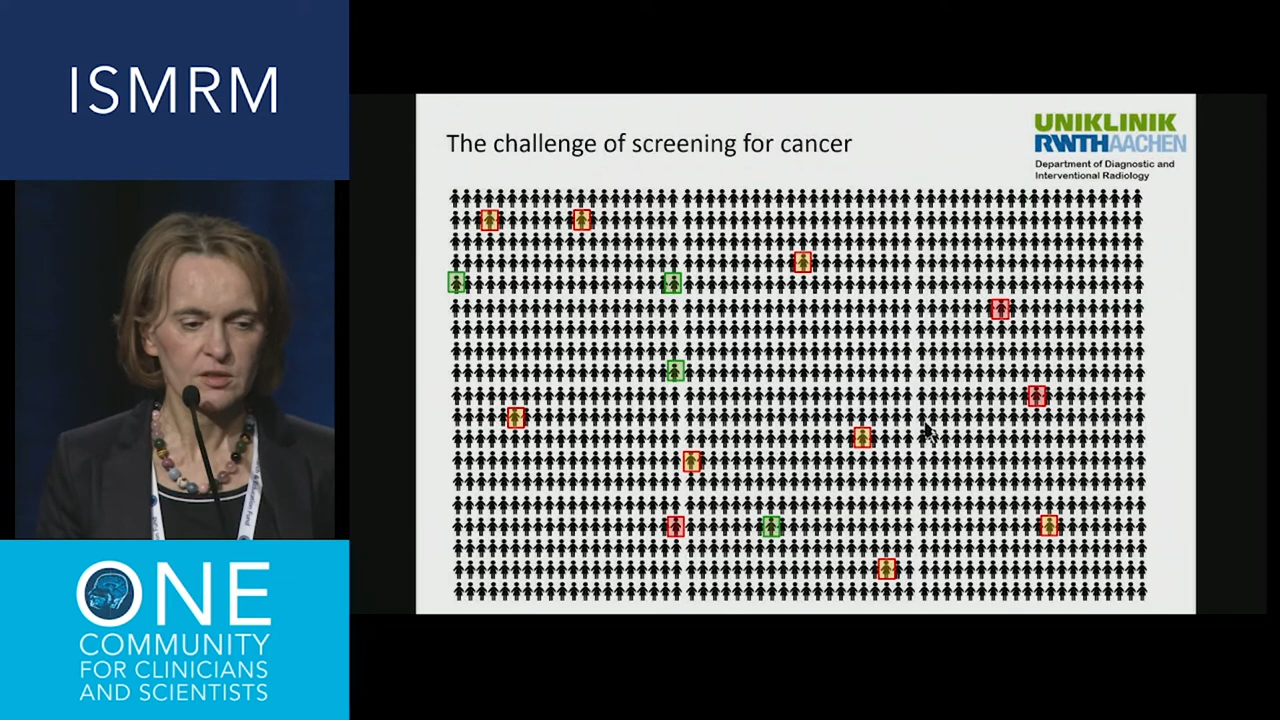 ISMRM
The challenge of screening for cancer
UNIKLINIK
RWTHAACHEN
Department of Diagnostic and
Interventional Radiology
ONE
COMMUNITY
FOR CLINICIANS
AND SCIENTISTS